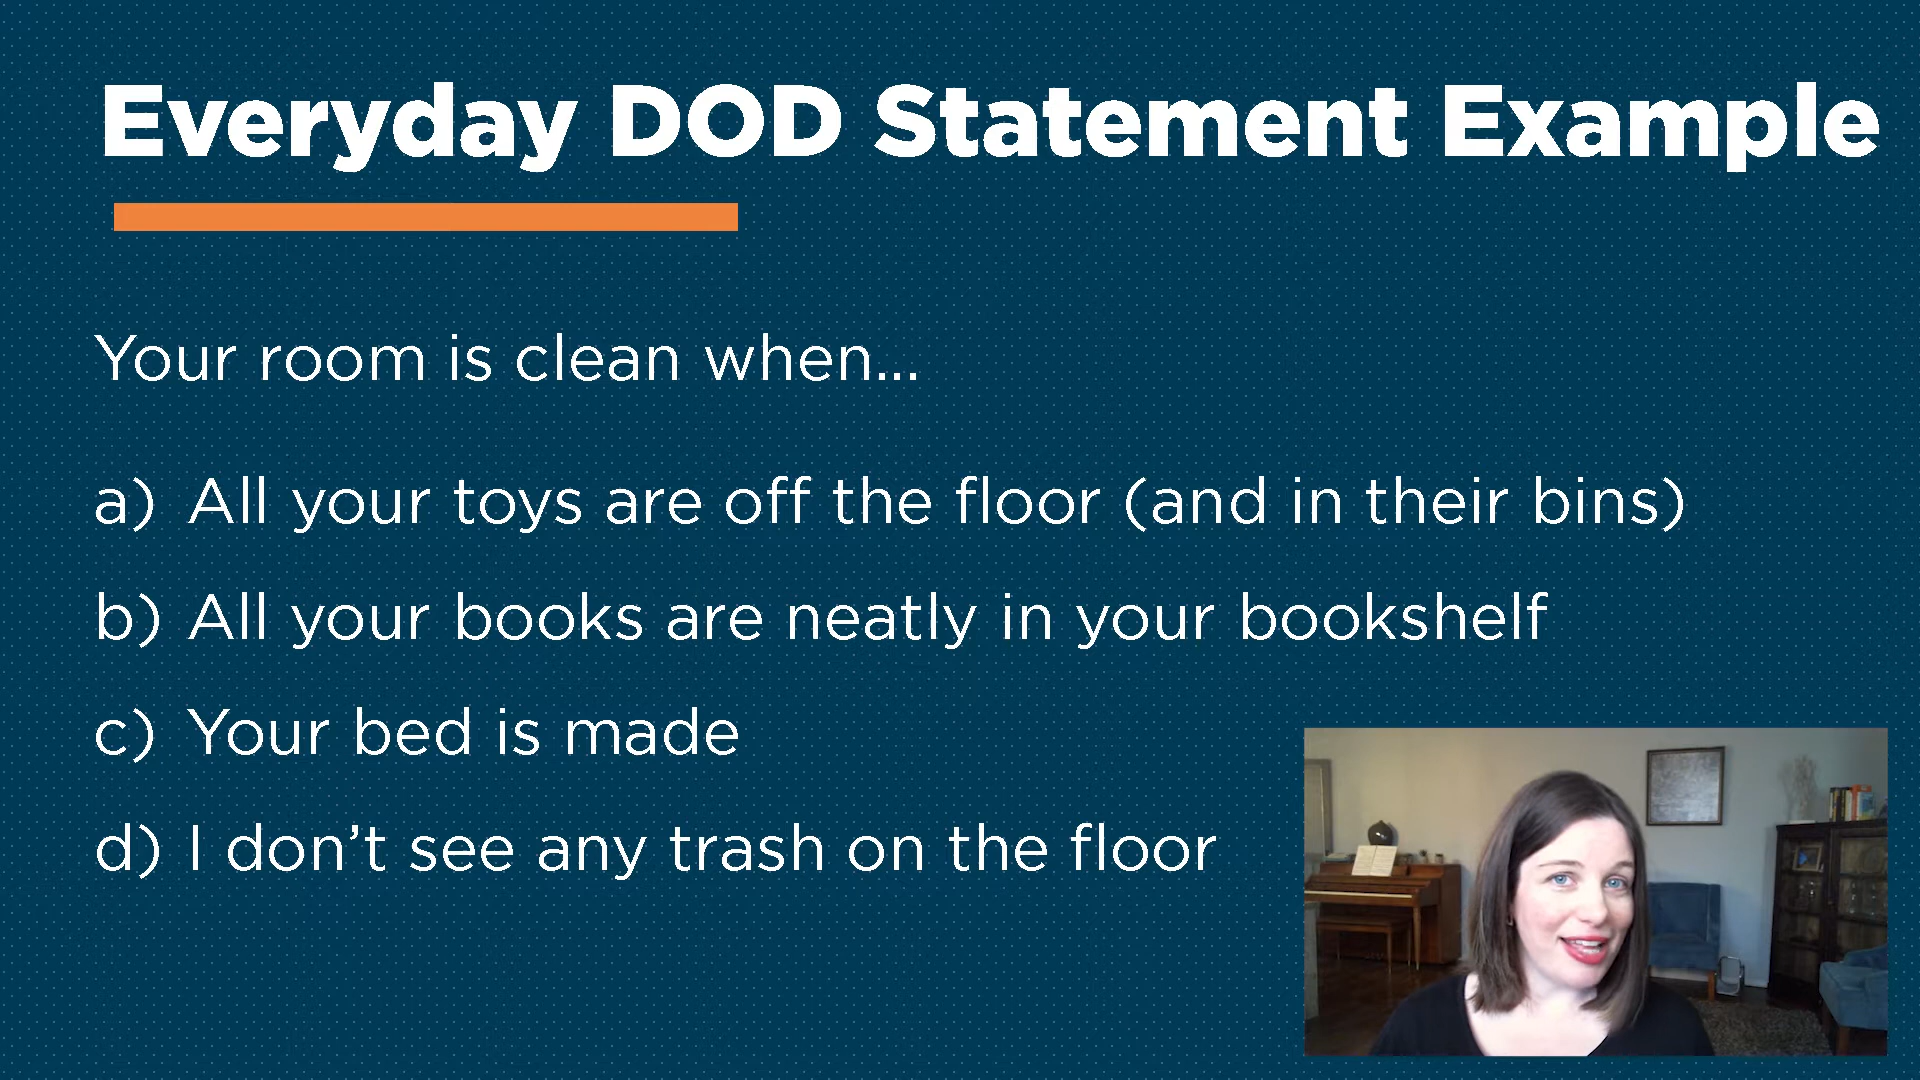 Everyday DOD Statement Example
Your room is clean when...
a) All your toys are off the floor (and in their bins)
b) All your books are neatly in your bookshelf
c) Your bed is made
d) I don’t see any trash on the floor